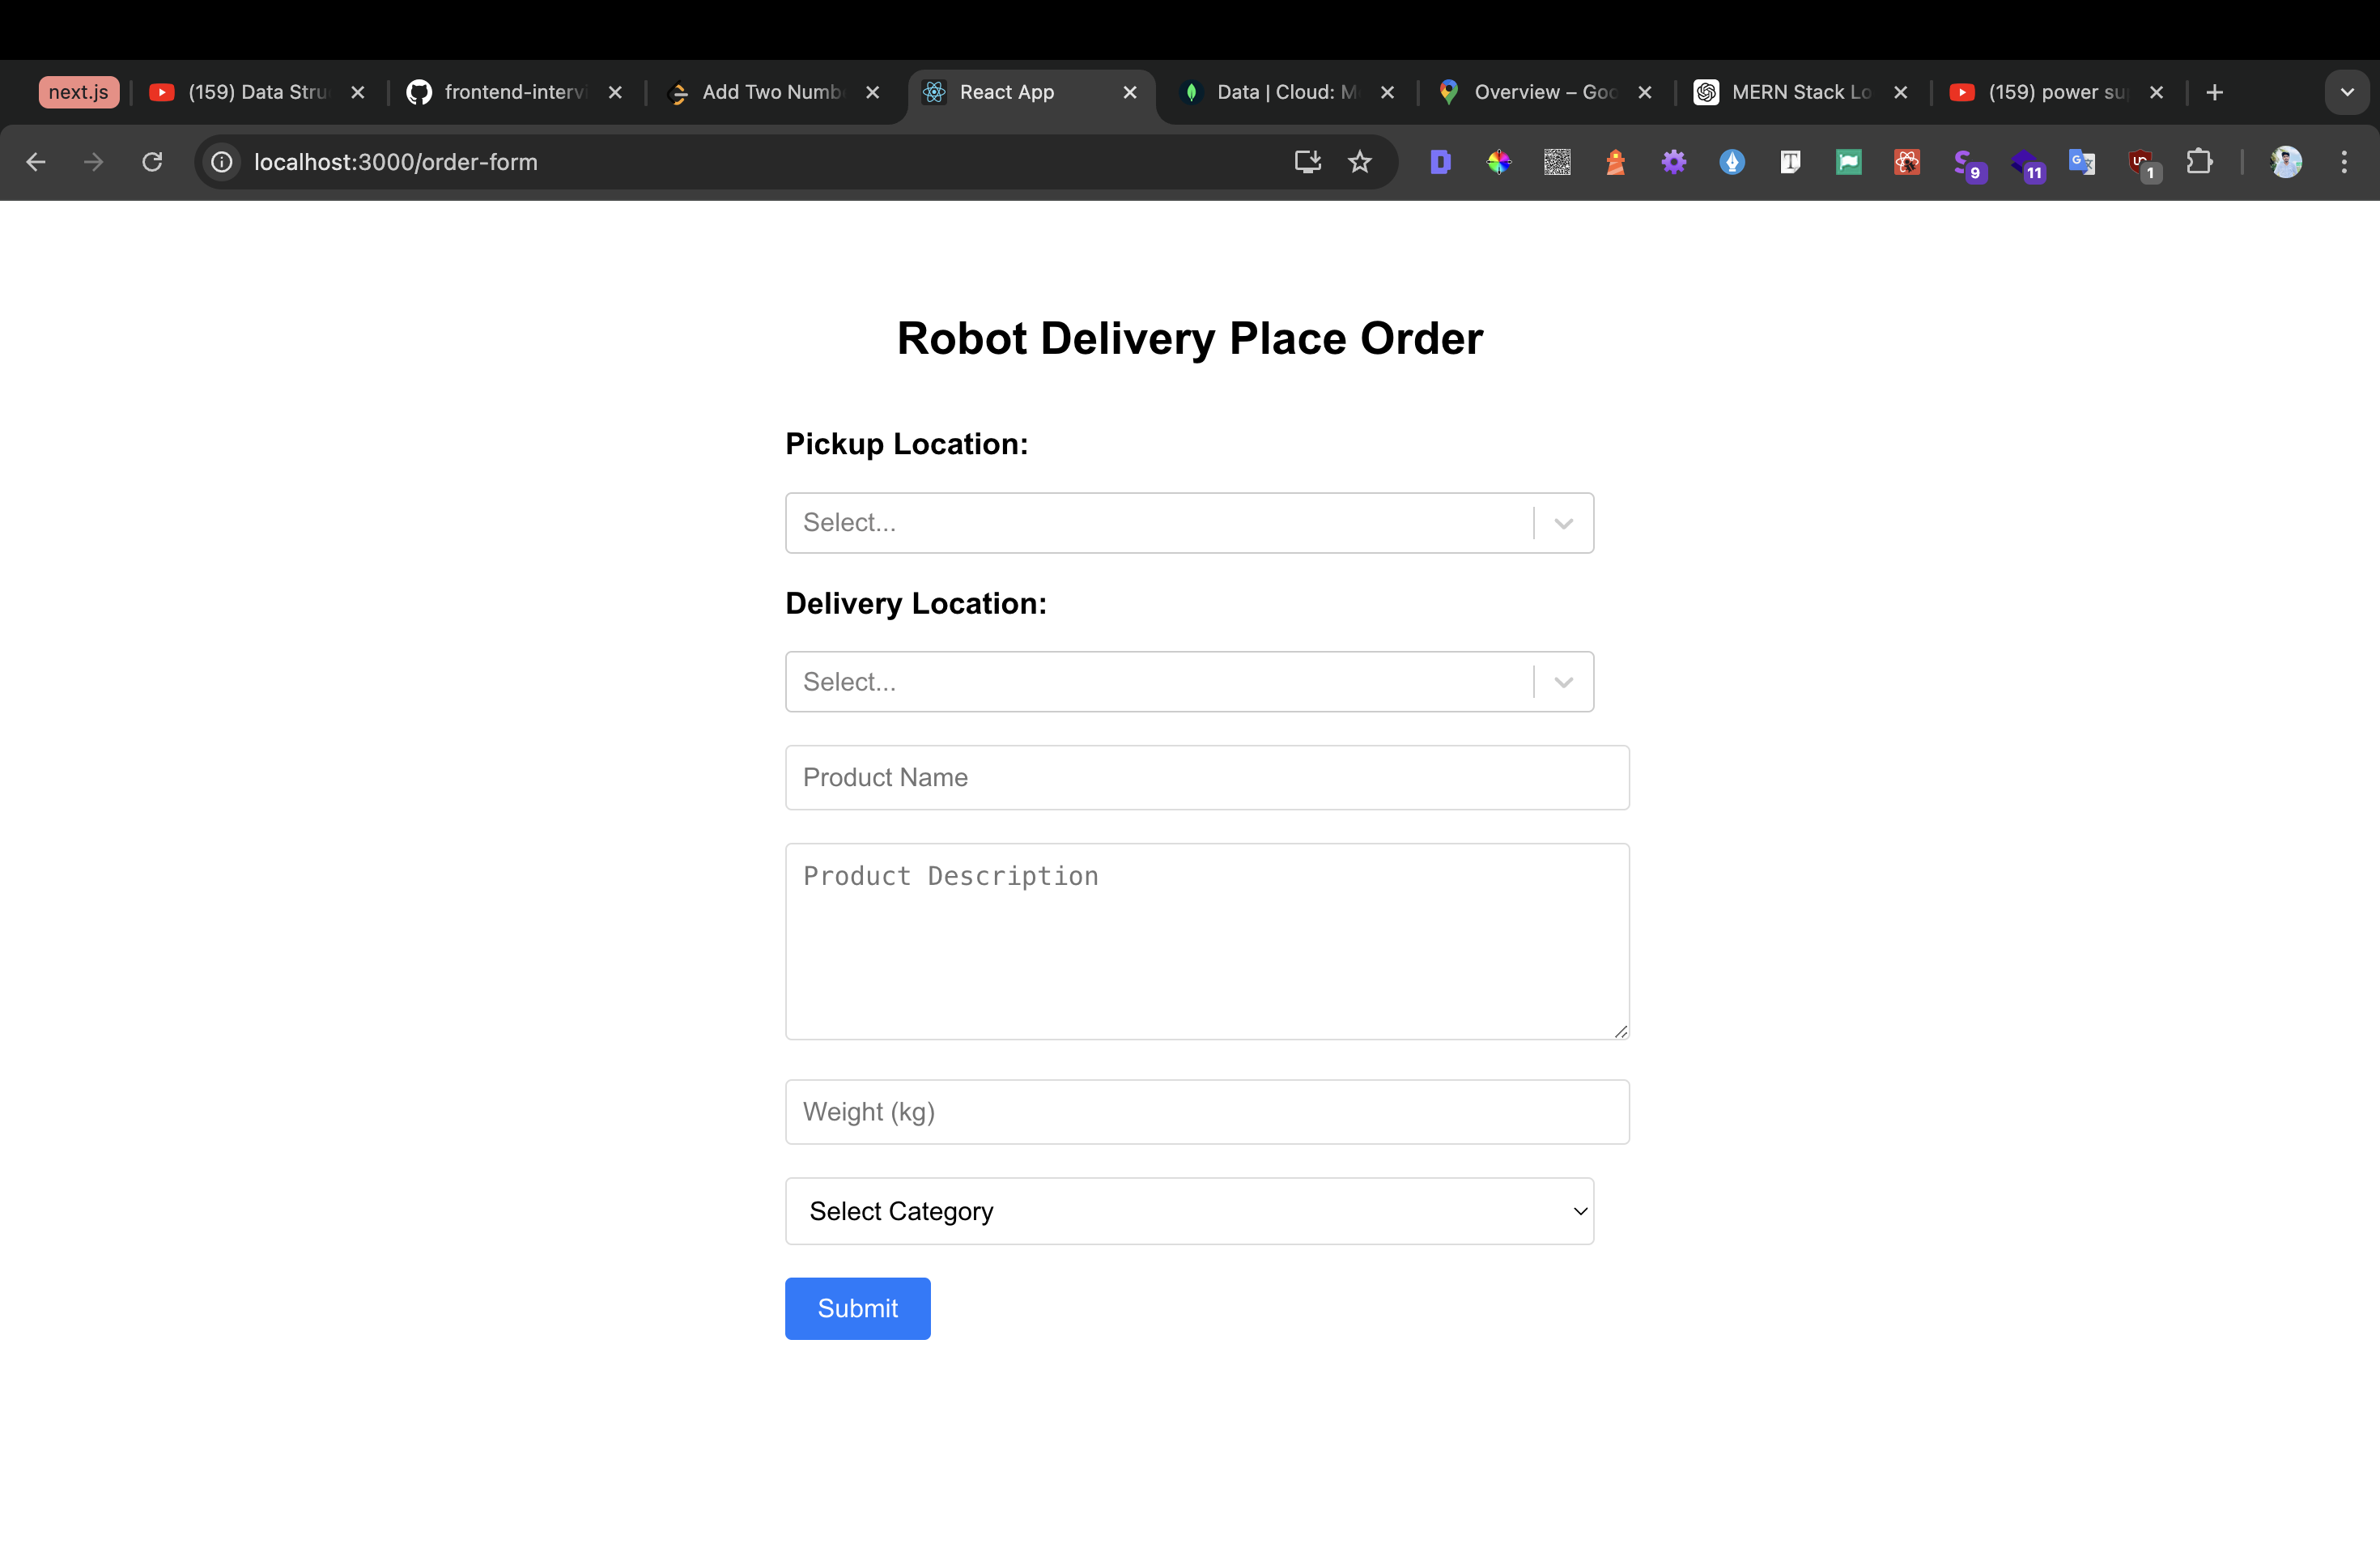 next.js
(159) Data Stru
frontend-intervi
Add Two Numb
React App
Data | Cloud: M
Overview – Goo
MERN Stack Lo
(159) power su
localhost:3000/order-form
9
11
1
Robot Delivery Place Order
Pickup Location:
Select...
Delivery Location:
Select...
Product Name
Product Description
Weight (kg)
Select Category
Submit